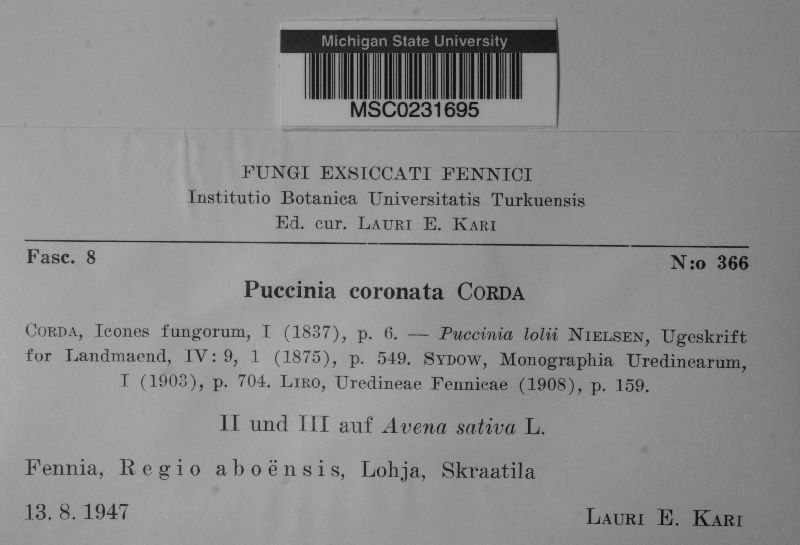 Michigan State University
MSC0231695
FUNGI EXSICCATI FENNICI
Institutio Botanica Universitatis Turkuensis
Ed. cur. LAURI E. KARI
Fasc. 8 N:o 366
Puccinia coronata CORDA
CORDA, Icones fungorum, I (1837), p. 6. — Puccinia lolii NIELSEN, Ugeskrift
for Landmaend, IV: 9, 1 (1875), p. 549. SYDOW, Monographia Uredinearum,
I (1903), p. 704. LIRO, Uredineae Fennicae (1908), p. 159.
II und III auf Avena sativa L.
Fennia, Regio aboënsis, Lohja, Skraatila
13. 8. 1947 LAURI E. KARI